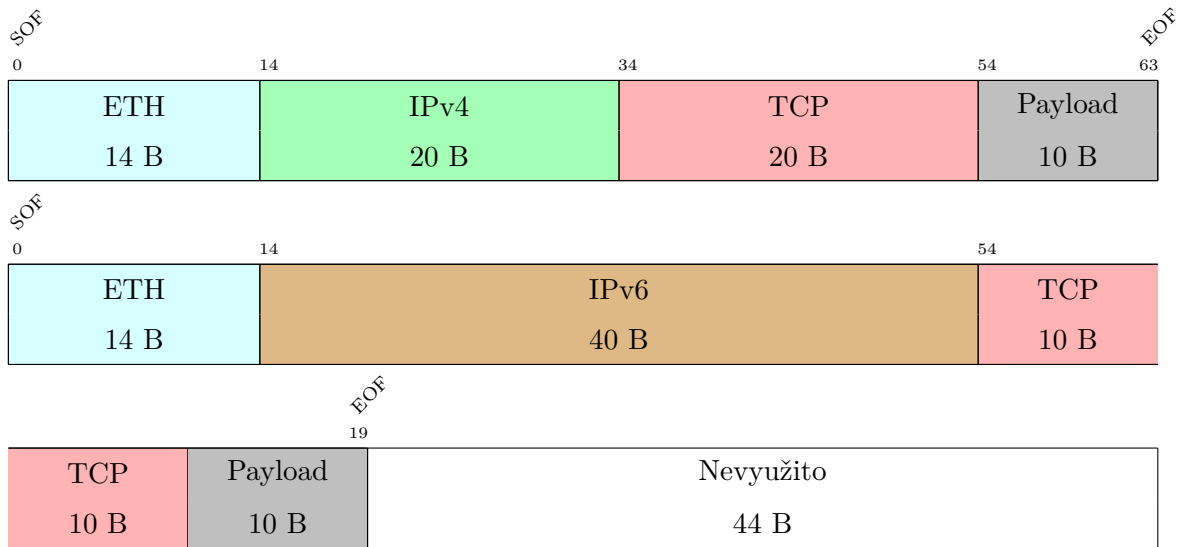 SOF EOF
0 14 34 54 63
ETH IPv4 TCP Payload
14 B 20 B 20 B 10 B
SOF
0 14 54
ETH IPv6 TCP
14 B 40 B 10 B
EOF
19
TCP Payload Nevyužito
10 B 10 B 44 B